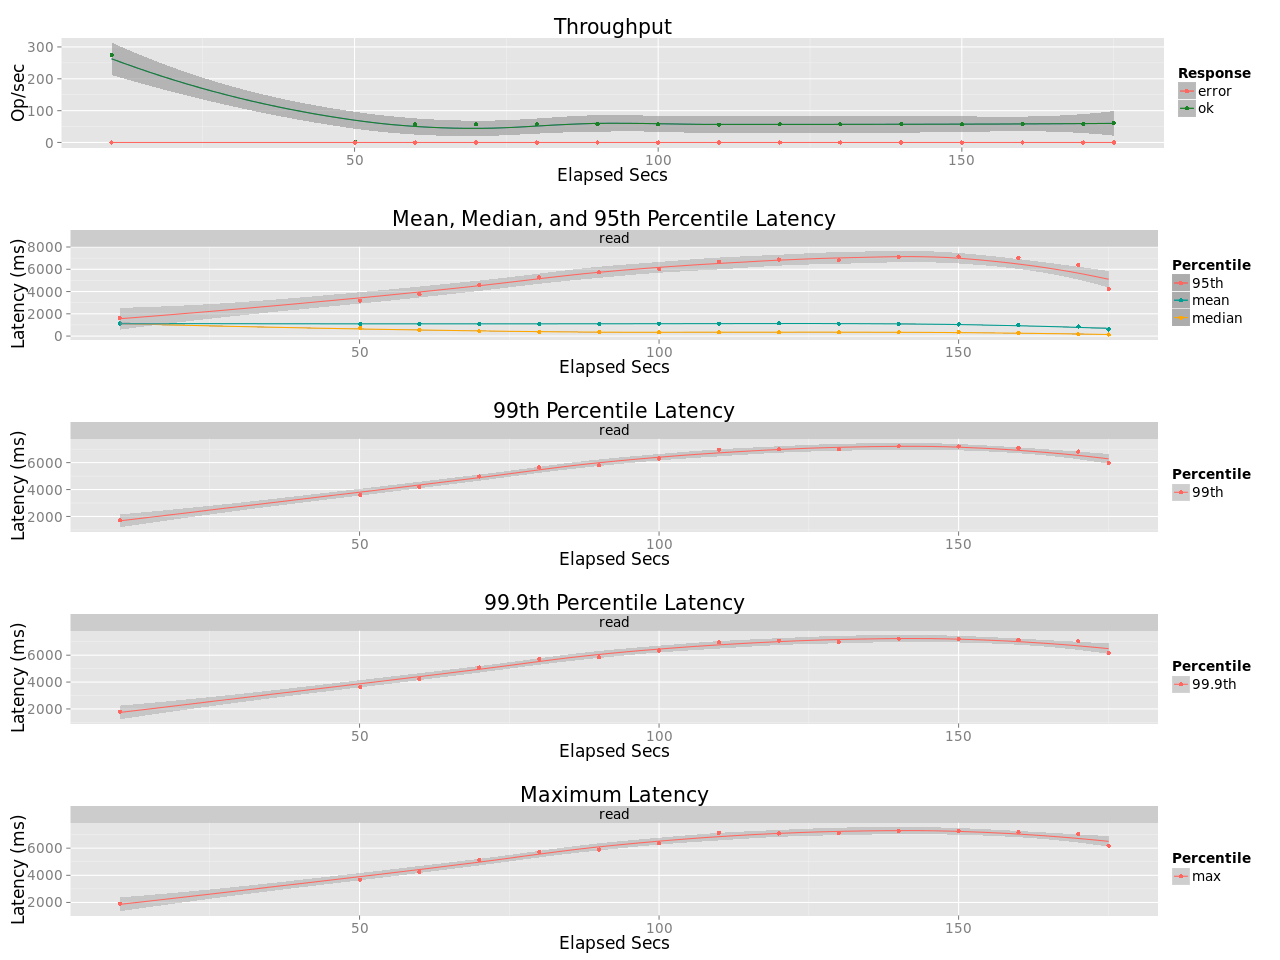 Throughput
300
200
100
0
Op/sec
50
100
150
Elapsed Secs
Response
error
ok
Mean, Median, and 95th Percentile Latency
read
8000
6000
4000
2000
0
Latency (ms)
50
100
150
Elapsed Secs
Percentile
95th
mean
median
99th Percentile Latency
read
6000
4000
2000
Latency (ms)
50
100
150
Elapsed Secs
Percentile
99th
99.9th Percentile Latency
read
6000
4000
2000
Latency (ms)
50
100
150
Elapsed Secs
Percentile
99.9th
Maximum Latency
read
6000
4000
2000
Latency (ms)
50
100
150
Elapsed Secs
Percentile
max